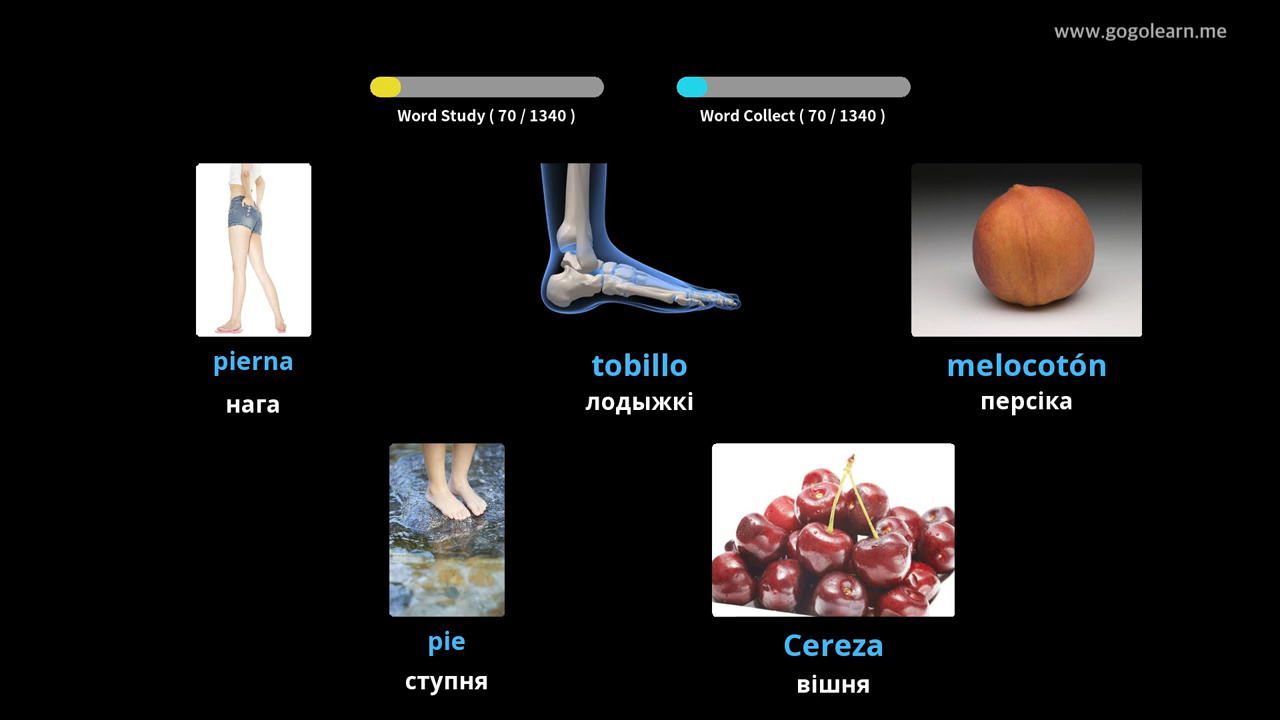 www.gogolearn.me
Word Study ( 70 / 1340 )
Word Collect ( 70 / 1340 )
pierna
нага
tobillo
лодыжкі
melocotón
персіка
pie
ступня
Cereza
вішня